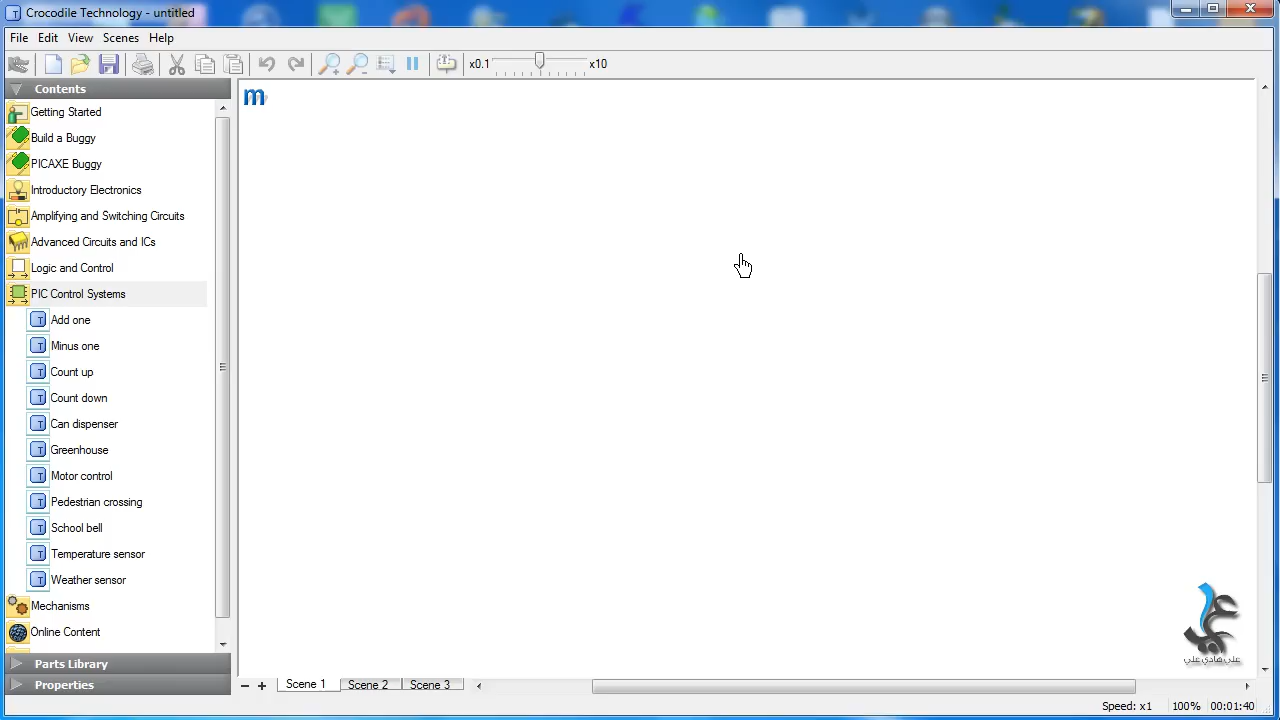 Crocodile Technology - untitled
File Edit View Scenes Help
x0.1 x10
Contents
m
Getting Started
Build a Buggy
PICAXE Buggy
Introductory Electronics
Amplifying and Switching Circuits
Advanced Circuits and ICs
Logic and Control
PIC Control Systems
Add one
Minus one
Count up
Count down
Can dispenser
Greenhouse
Motor control
Pedestrian crossing
School bell
Temperature sensor
Weather sensor
Mechanisms
Online Content
علي هادي علي
Parts Library
Properties
Scene 1 Scene 2 Scene 3
Speed: x1 100% 00:01:40